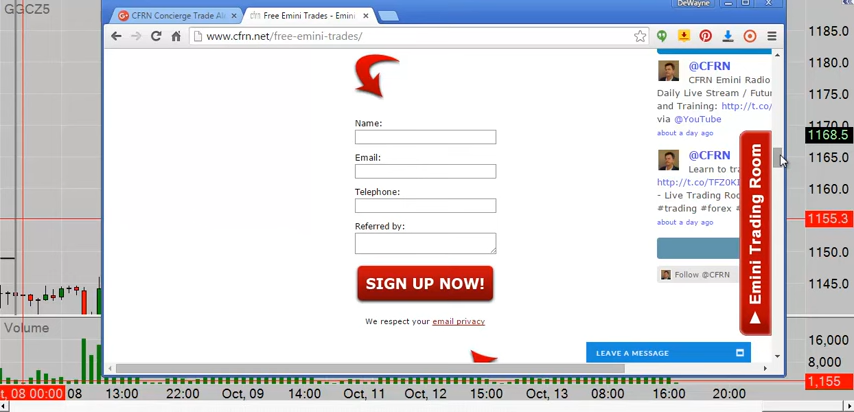 GGCZ5
DeWayne
CFRN Concierge Trade Al
Free Emini Trades - Emini
www.cfrn.net/free-emini-trades/
Name:
Email:
Telephone:
Referred by:
SIGN UP NOW!
We respect your email privacy
@CFRN
CFRN Emini Radio
Daily Live Stream / Futu
and Training: http://t.co/
via @YouTube
about a day ago
@CFRN
Learn to tra
http://t.co/TFZ0K
- Live Trading Roo
#trading #forex #
about a day ago
Follow @CFRN
Emini Trading Room
LEAVE A MESSAGE
1185.0
1180.0
1175.0
1170.0
1168.5
1165.0
1160.0
1155.3
1150.0
1145.0
Volume
16,000
8,000
1,155
t, 08 00:00
08
13:00
22:00
Oct, 09
14:00
Oct, 11
Oct, 12
15:00
Oct, 13
08:00
16:00
20:00